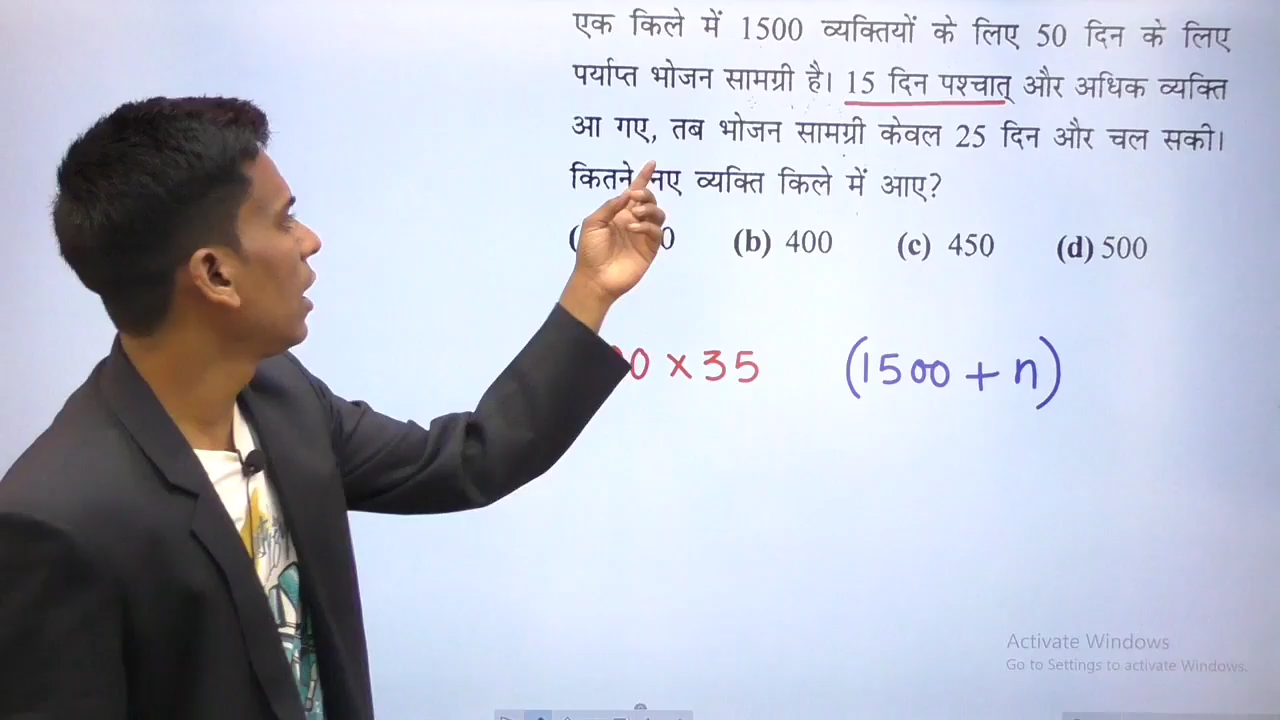 एक किले में 1500 व्यक्तियों के लिए 50 दिन के लिए
पर्याप्त भोजन सामग्री है। 15 दिन पश्चात् और अधिक व्यक्ति
आ गए, तब भोजन सामग्री केवल 25 दिन और चल सकी।
कितने नए व्यक्ति किले में आए?
(b) 400 (c) 450 (d) 500
0 x 35 (1500 + n)
Activate Windows
Go to Settings to activate Windows.